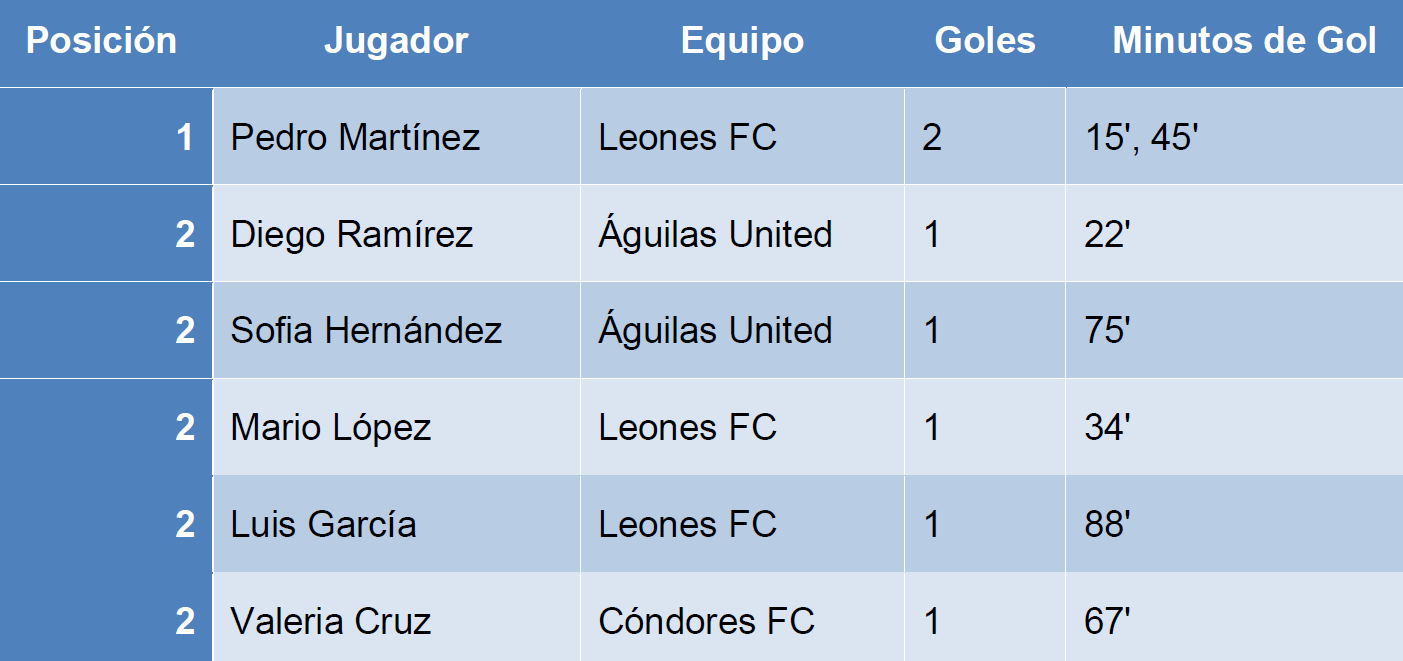 Posición Jugador Equipo Goles Minutos de Gol
1 Pedro Martínez Leones FC 2 15', 45'
2 Diego Ramírez Águilas United 1 22'
2 Sofia Hernández Águilas United 1 75'
2 Mario López Leones FC 1 34'
2 Luis García Leones FC 1 88'
2 Valeria Cruz Cóndores FC 1 67'